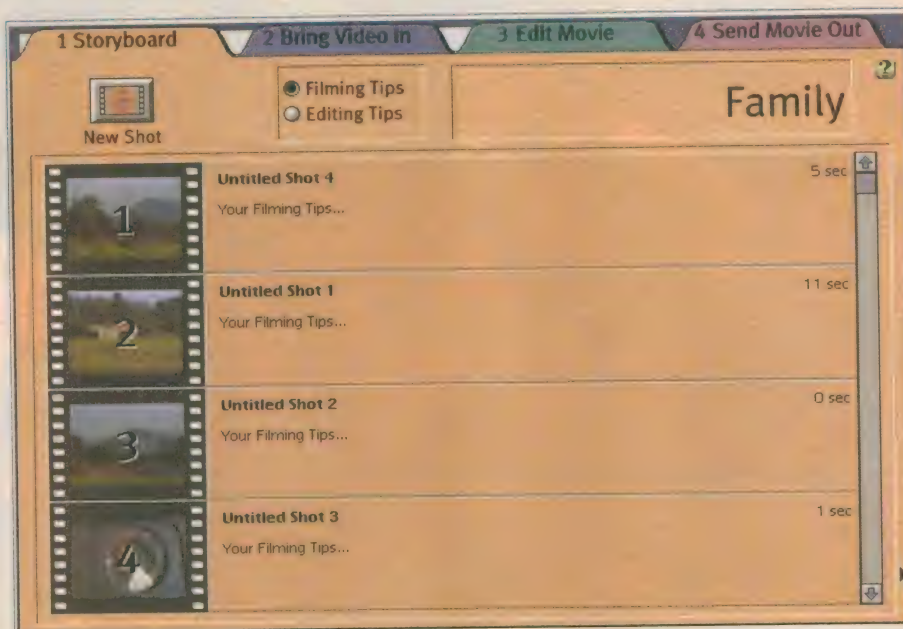 1 Storyboard
2 Bring Video In
3 Edit Movie
4 Send Movie Out
New Shot
Filming Tips
Editing Tips
Family
?
1
Untitled Shot 4
5 sec
Your Filming Tips...
2
Untitled Shot 1
11 sec
Your Filming Tips...
3
Untitled Shot 2
0 sec
Your Filming Tips...
4
Untitled Shot 3
1 sec
Your Filming Tips...